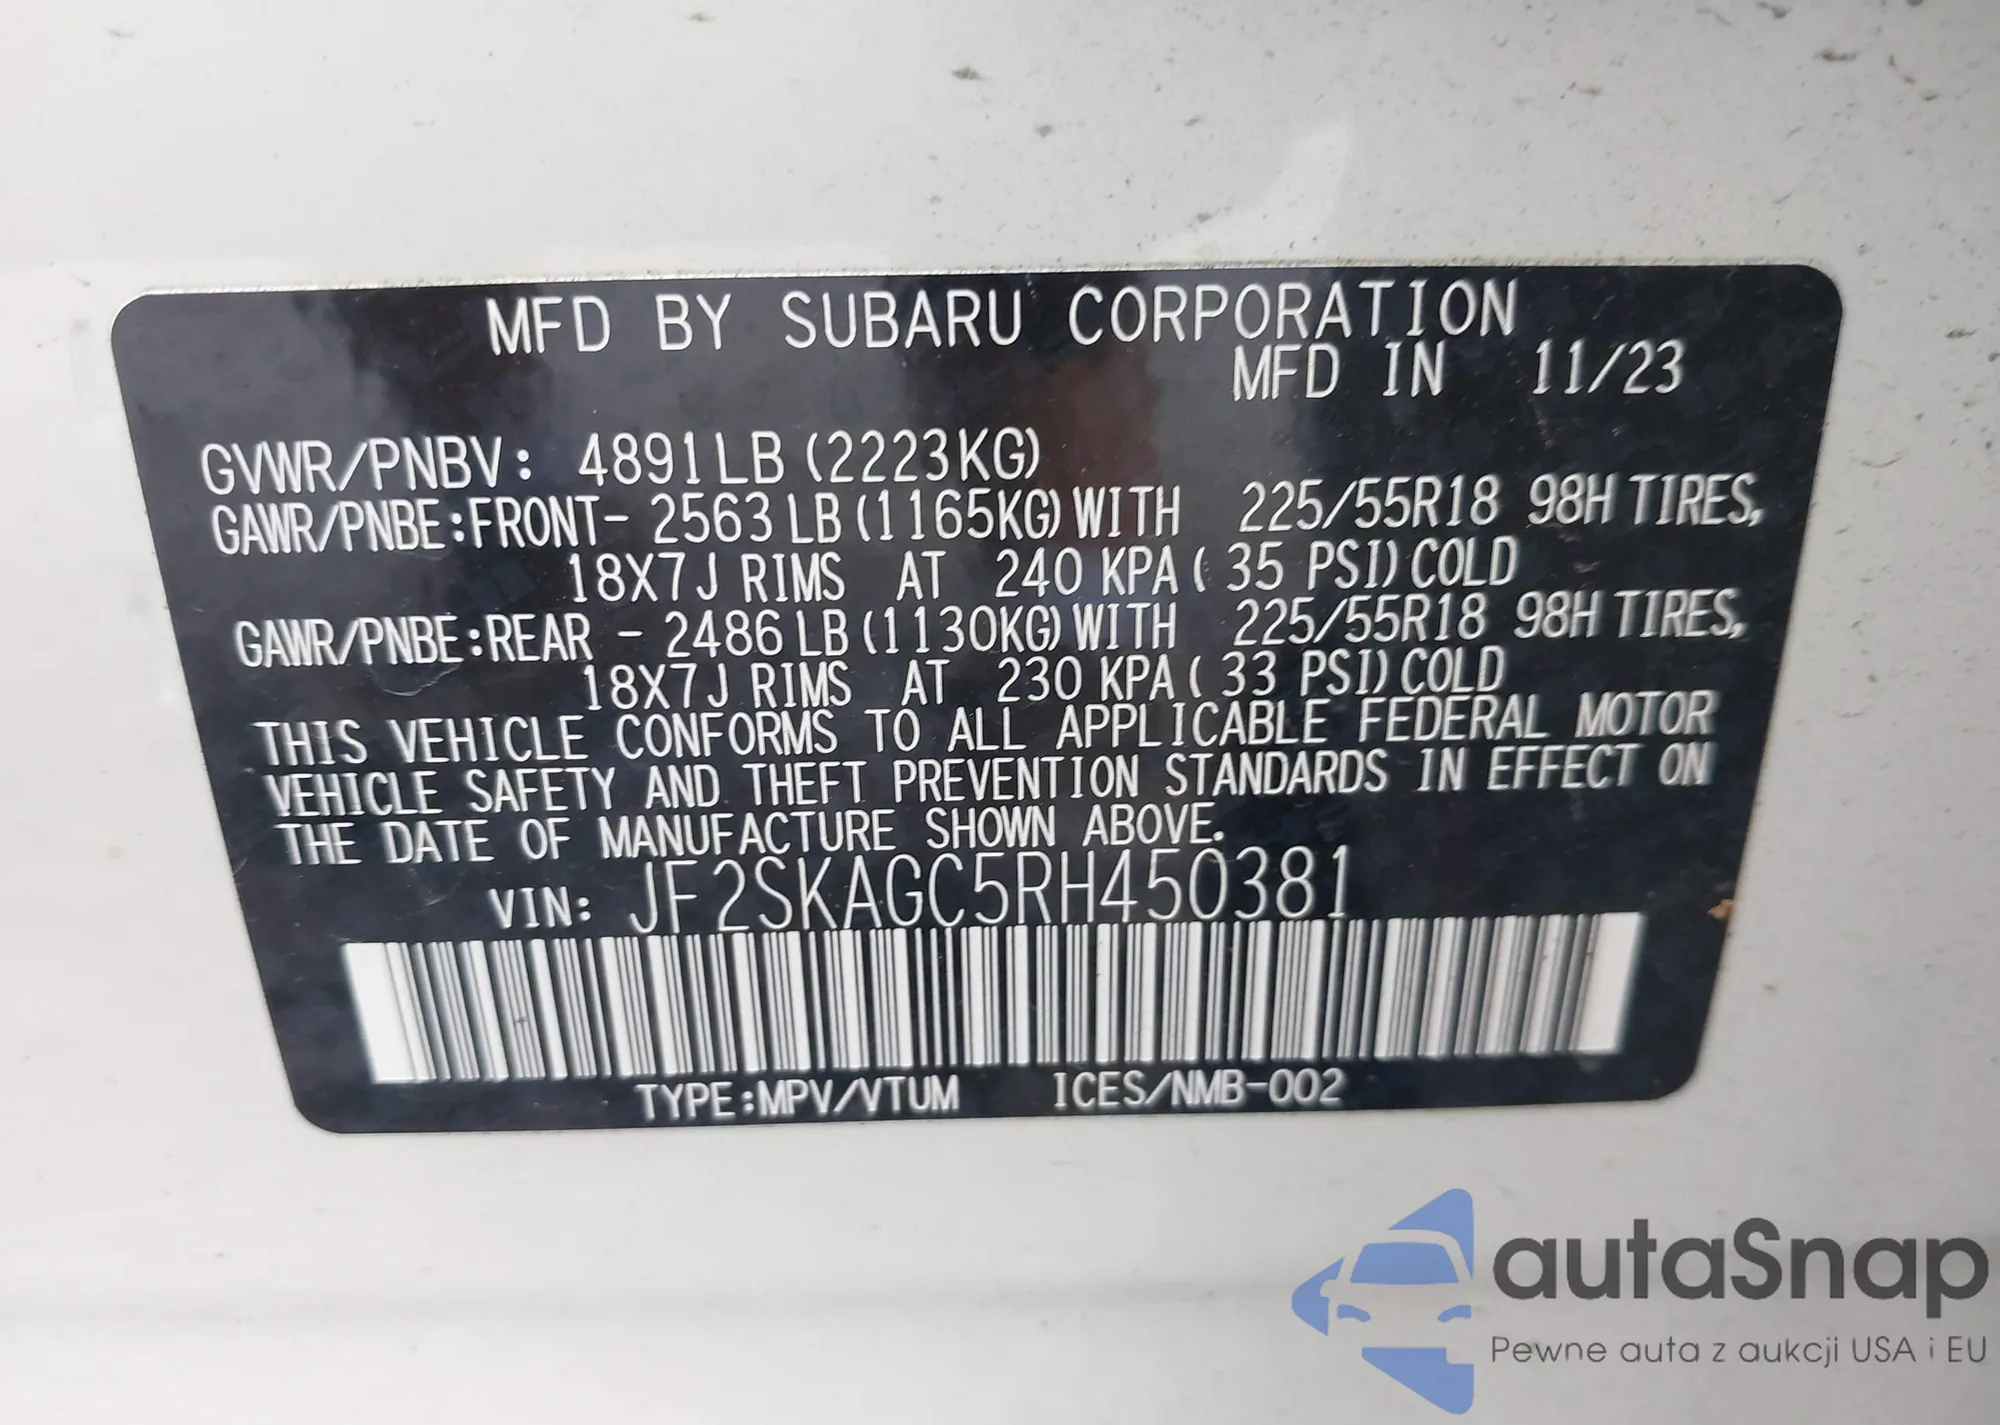 MFD BY SUBARU CORPORATION
MFD IN 11/23
GVWR/PNBV: 4891LB (2223KG)
GAWR/PNBE:FRONT- 2563LB(1165KG)WITH 225/55R18 98H TIRES,
18X7J RIMS AT 240 KPA( 35 PSI)COLD
GAWR/PNBE:REAR - 2486LB(1130KG)WITH 225/55R18 98H TIRES,
18X7J RIMS AT 230 KPA( 33 PSI)COLD
THIS VEHICLE CONFORMS TO ALL APPLICABLE FEDERAL MOTOR
VEHICLE SAFETY AND THEFT PREVENTION STANDARDS IN EFFECT ON
THE DATE OF MANUFACTURE SHOWN ABOVE.
VIN: JF2SKAGC5RH450381
TYPE:MPV/VTUM ICES/NMB-002
autaSnap
Pewne auta z aukcji USA i EU